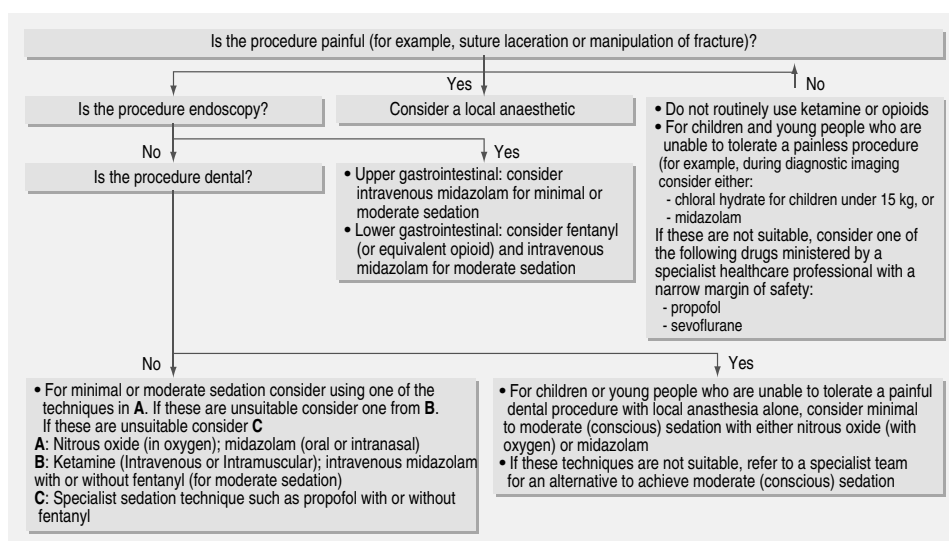 Is the procedure painful (for example, suture laceration or manipulation of fracture)?
Yes
No
Is the procedure endoscopy?
Consider a local anaesthetic
• Do not routinely use ketamine or opioids
• For children and young people who are
unable to tolerate a painless procedure
(for example, during diagnostic imaging
consider either:
- chloral hydrate for children under 15 kg, or
- midazolam
If these are not suitable, consider one of
the following drugs ministered by a
specialist healthcare professional with a
narrow margin of safety:
- propofol
- sevoflurane
No
Yes
Is the procedure dental?
• Upper gastrointestinal: consider
intravenous midazolam for minimal or
moderate sedation
• Lower gastrointestinal: consider fentanyl
(or equivalent opioid) and intravenous
midazolam for moderate sedation
No
Yes
• For minimal or moderate sedation consider using one of the
techniques in A. If these are unsuitable consider one from B.
If these are unsuitable consider C
A: Nitrous oxide (in oxygen); midazolam (oral or intranasal)
B: Ketamine (Intravenous or Intramuscular); intravenous midazolam
with or without fentanyl (for moderate sedation)
C: Specialist sedation technique such as propofol with or without
fentanyl
• For children or young people who are unable to tolerate a painful
dental procedure with local anasthesia alone, consider minimal
to moderate (conscious) sedation with either nitrous oxide (with
oxygen) or midazolam
• If these techniques are not suitable, refer to a specialist team
for an alternative to achieve moderate (conscious) sedation